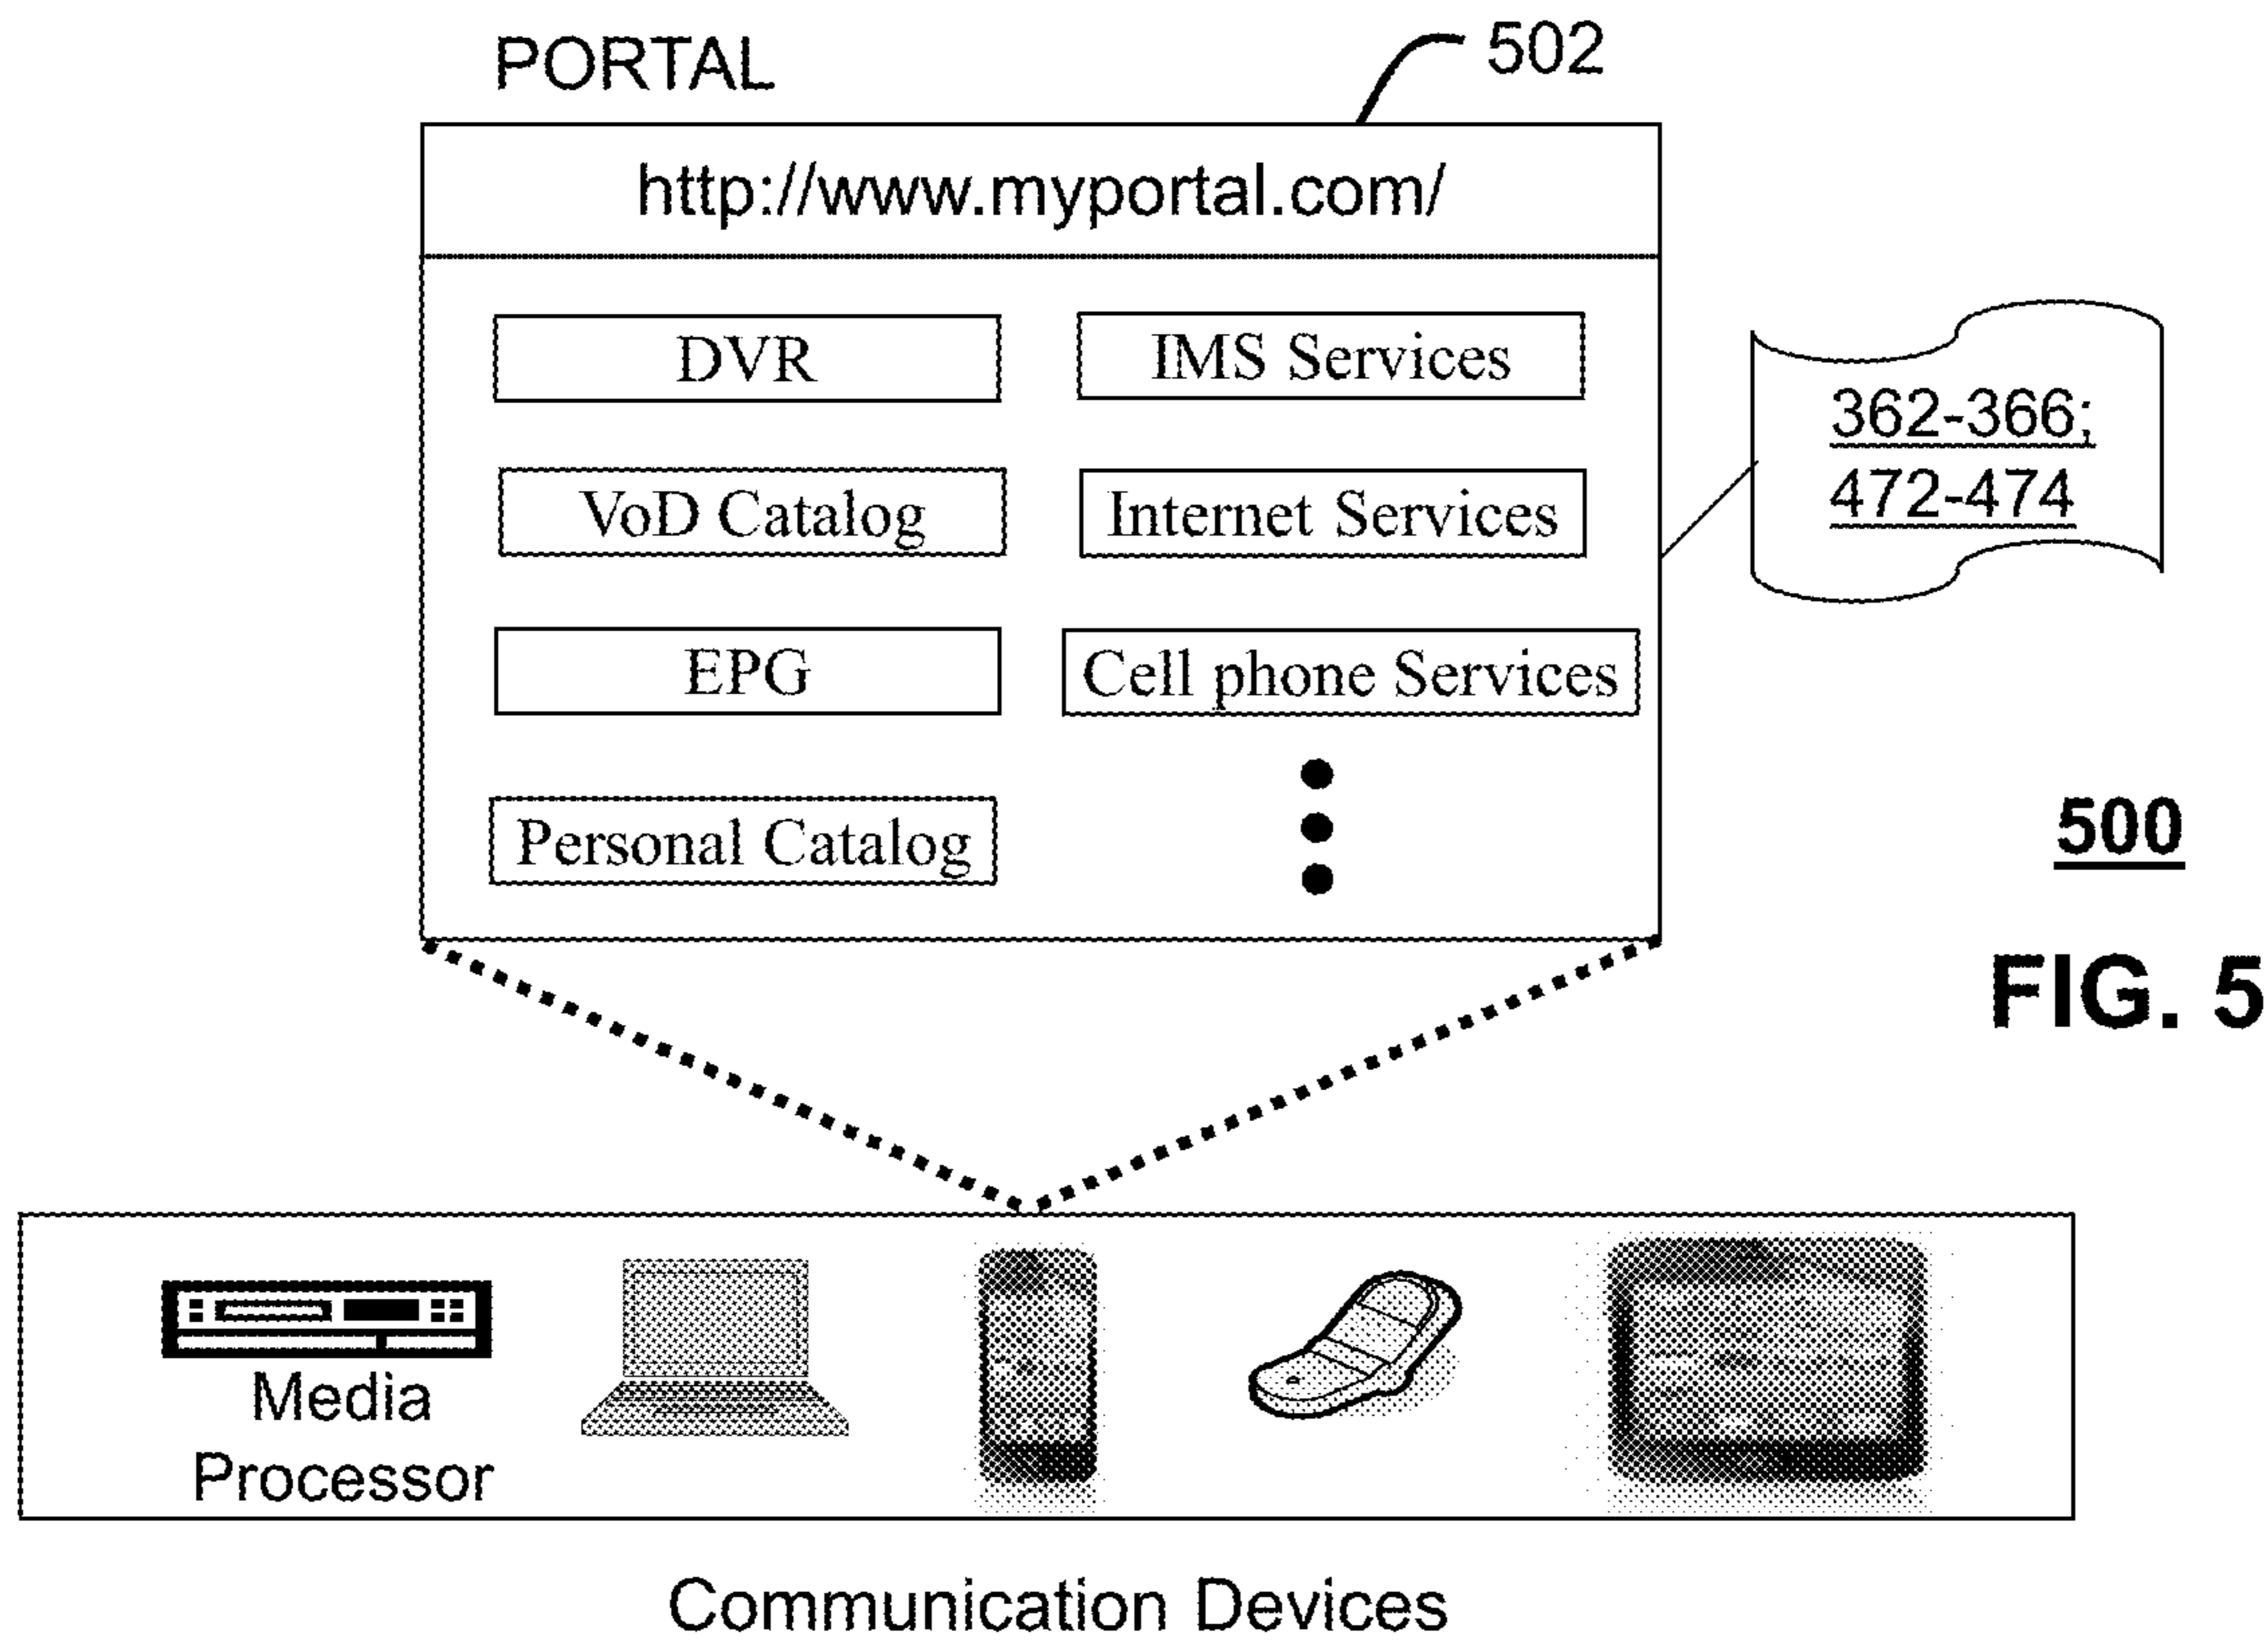 PORTAL
502
http://www.myportal.com/
DVR
IMS Services
VoD Catalog
Internet Services
EPG
Cell phone Services
Personal Catalog
362-366;
472-474
500
FIG. 5
Media
Processor
Communication Devices